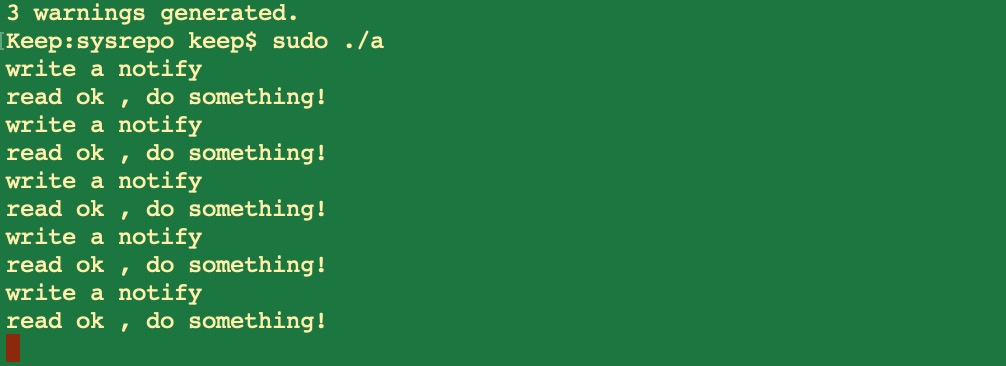 3 warnings generated.
[Keep:sysrepo keep$ sudo ./a
write a notify
read ok , do something!
write a notify
read ok , do something!
write a notify
read ok , do something!
write a notify
read ok , do something!
write a notify
read ok , do something!